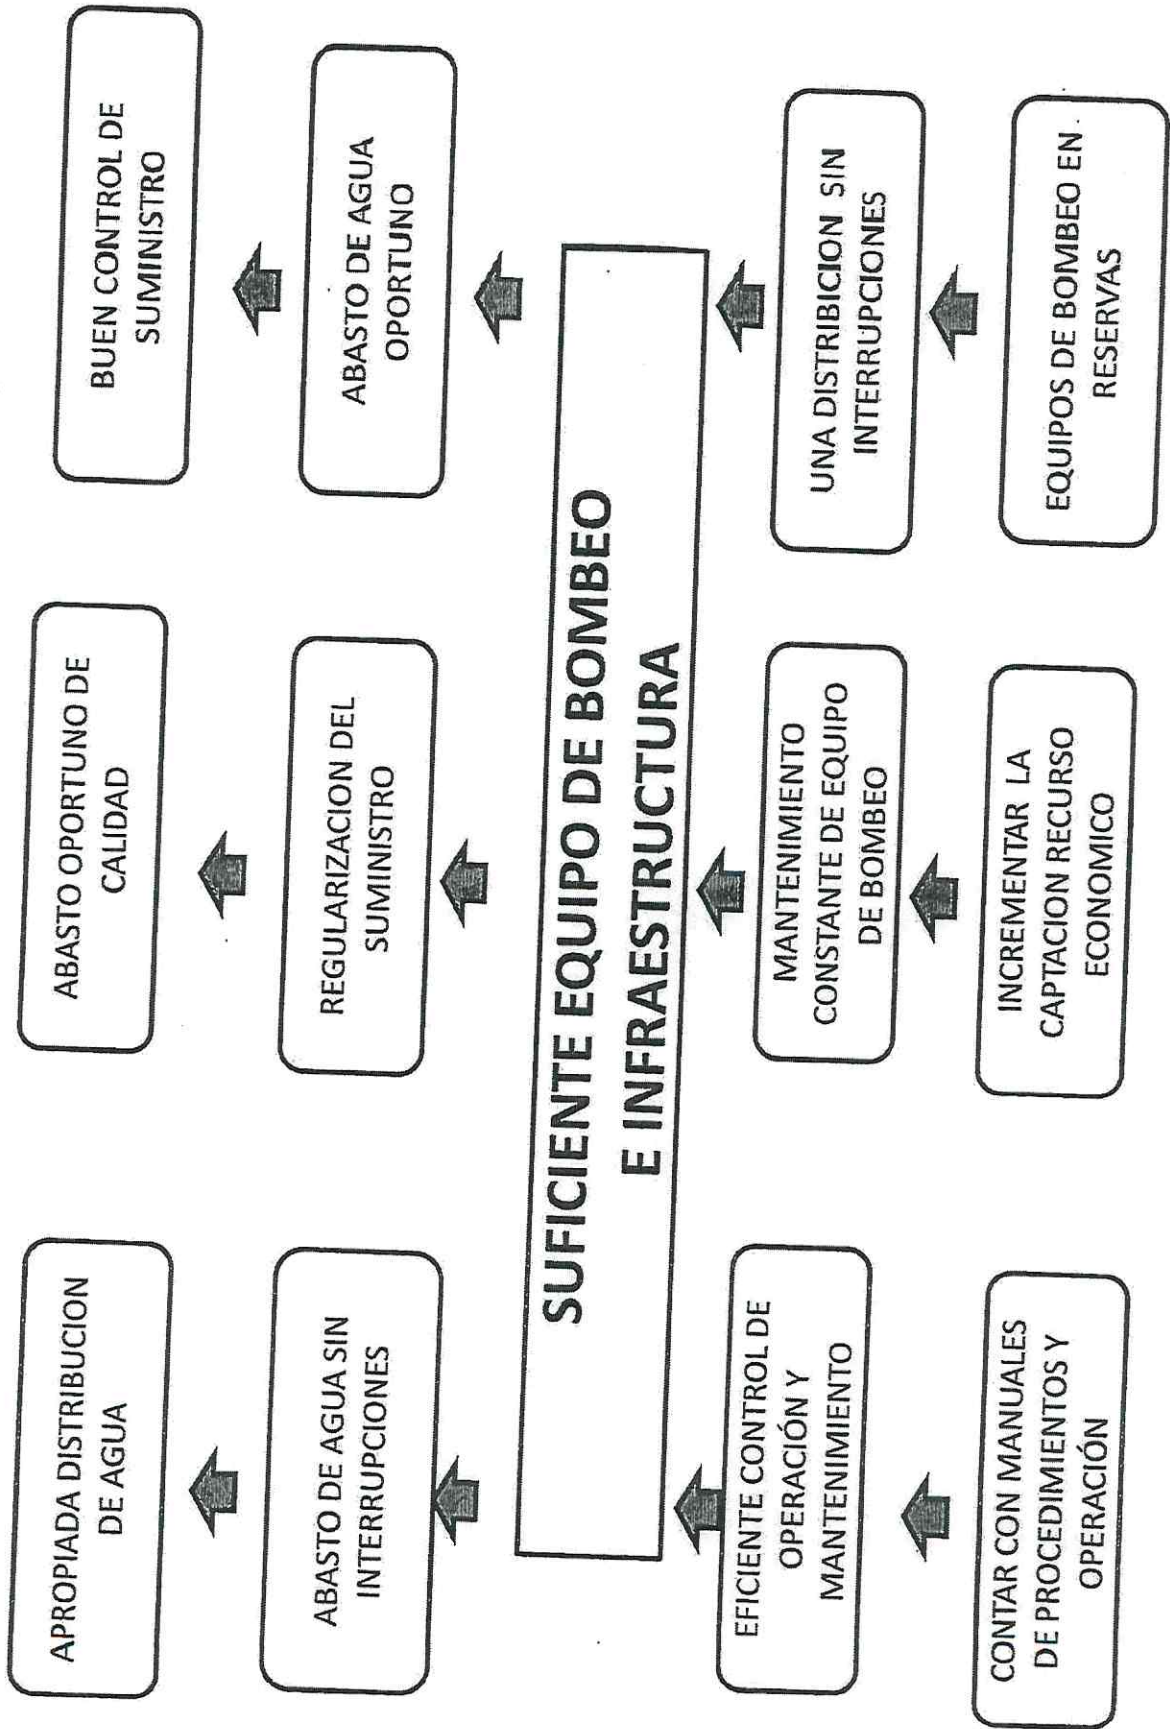 APROPIADA DISTRIBUCION
DE AGUA
ABASTO OPORTUNO DE
CALIDAD
BUEN CONTROL DE
SUMINISTRO
ABASTO DE AGUA SIN
INTERRUPCIONES
REGULARIZACION DEL
SUMINISTRO
ABASTO DE AGUA
OPORTUNO
SUFICIENTE EQUIPO DE BOMBEO
E INFRAESTRUCTURA
EFICIENTE CONTROL DE
OPERACIÓN Y
MANTENIMIENTO
MANTENIMIENTO
CONSTANTE DE EQUIPO
DE BOMBEO
UNA DISTRIBICION SIN
INTERRUPCIONES
CONTAR CON MANUALES
DE PROCEDIMIENTOS Y
OPERACIÓN
INCREMENTAR LA
CAPTACION RECURSO
ECONOMICO
EQUIPOS DE BOMBEO EN
RESERVAS